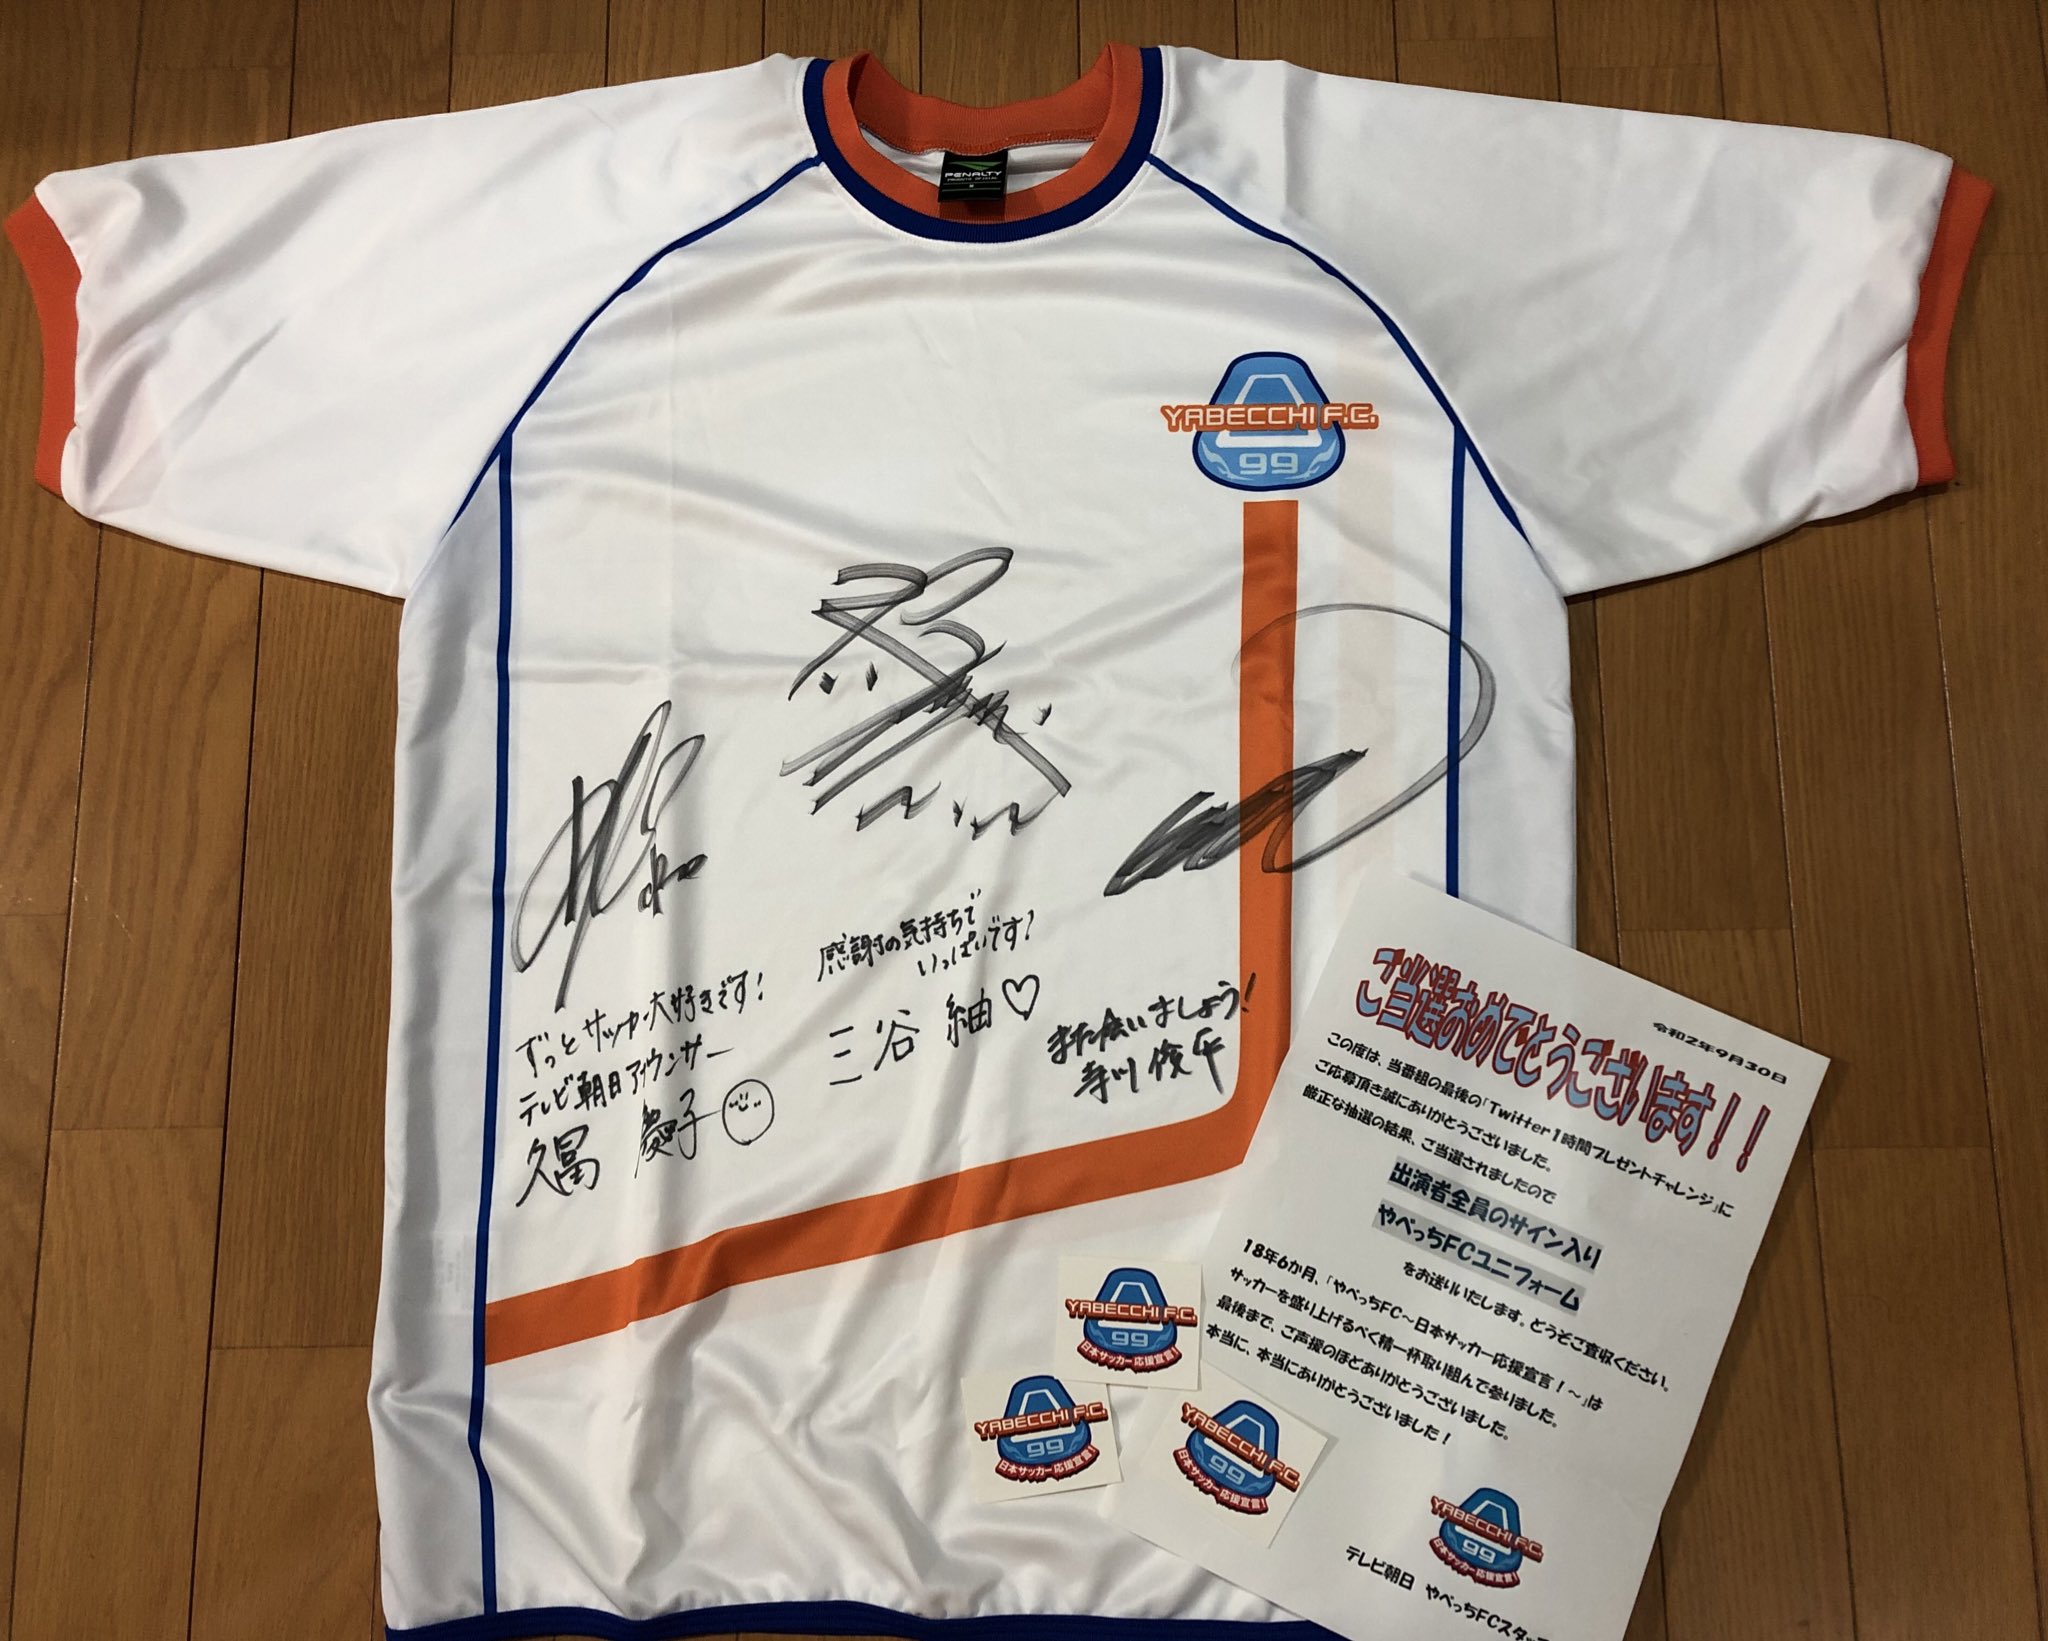 PENALTY
M
YABECCHI F.C.
99
感謝の気持ちで
いっぱいです!
三谷 紬♡
ずっとサッカー大好きです!
テレビ朝日アナウンサー
久冨 慶子
また会いましょう!
寺川 俊平
令和2年9月30日
ご当選おめでとうございます!!
この度は、当番組の最後の「Twitter1時間プレゼントチャレンジ」に
ご応募頂き誠にありがとうございました。
厳正な抽選の結果、ご当選されましたので
出演者全員のサイン入り
やべっちFCユニフォーム
をお送りいたします。どうぞご査収ください。
18年6か月、「やべっちFC~日本サッカー応援宣言!~」は
サッカーを盛り上げるべく精一杯取り組んで参りました。
最後まで、ご声援のほどありがとうございました。
本当に、本当にありがとうございました!
YABECCHI F.C.
99
テレビ朝日 やべっちFCスタッ
YABECCHI F.C.
99
日本サッカー応援宣言!
YABECCHI F.C.
99
日本サッカー応援宣言!
YABECCHI F.C.
99
日本サッカー応援宣言!